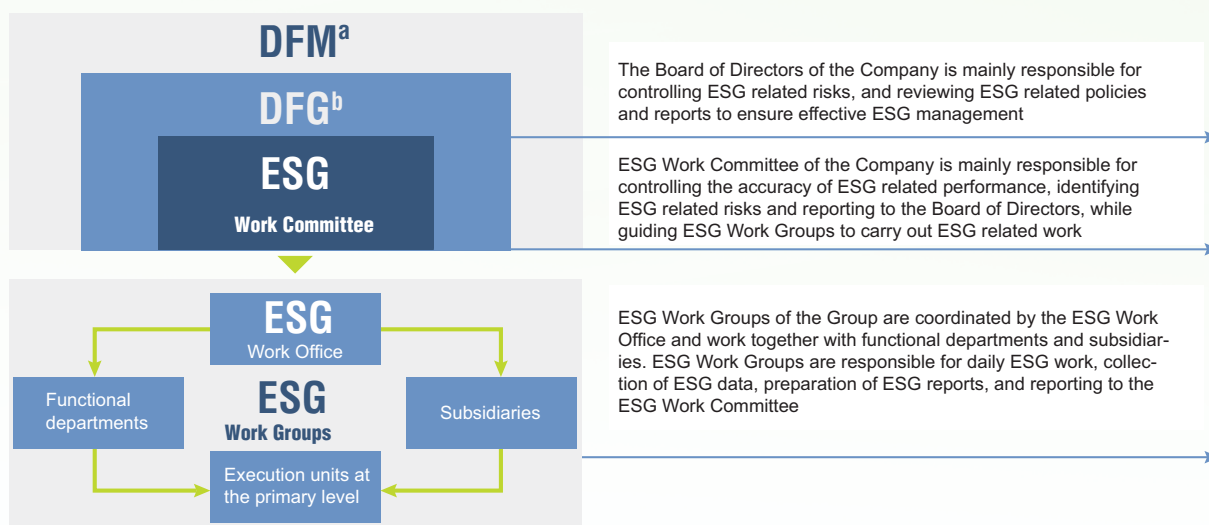 DFMᵃ
DFGᵇ
ESG
Work Committee
The Board of Directors of the Company is mainly responsible for
controlling ESG related risks, and reviewing ESG related policies
and reports to ensure effective ESG management
ESG Work Committee of the Company is mainly responsible for
controlling the accuracy of ESG related performance, identifying
ESG related risks and reporting to the Board of Directors, while
guiding ESG Work Groups to carry out ESG related work
ESG
Work Office
Functional
departments
ESG
Work Groups
Subsidiaries
Execution units at
the primary level
ESG Work Groups of the Group are coordinated by the ESG Work
Office and work together with functional departments and subsidiar-
ies. ESG Work Groups are responsible for daily ESG work, collec-
tion of ESG data, preparation of ESG reports, and reporting to the
ESG Work Committee